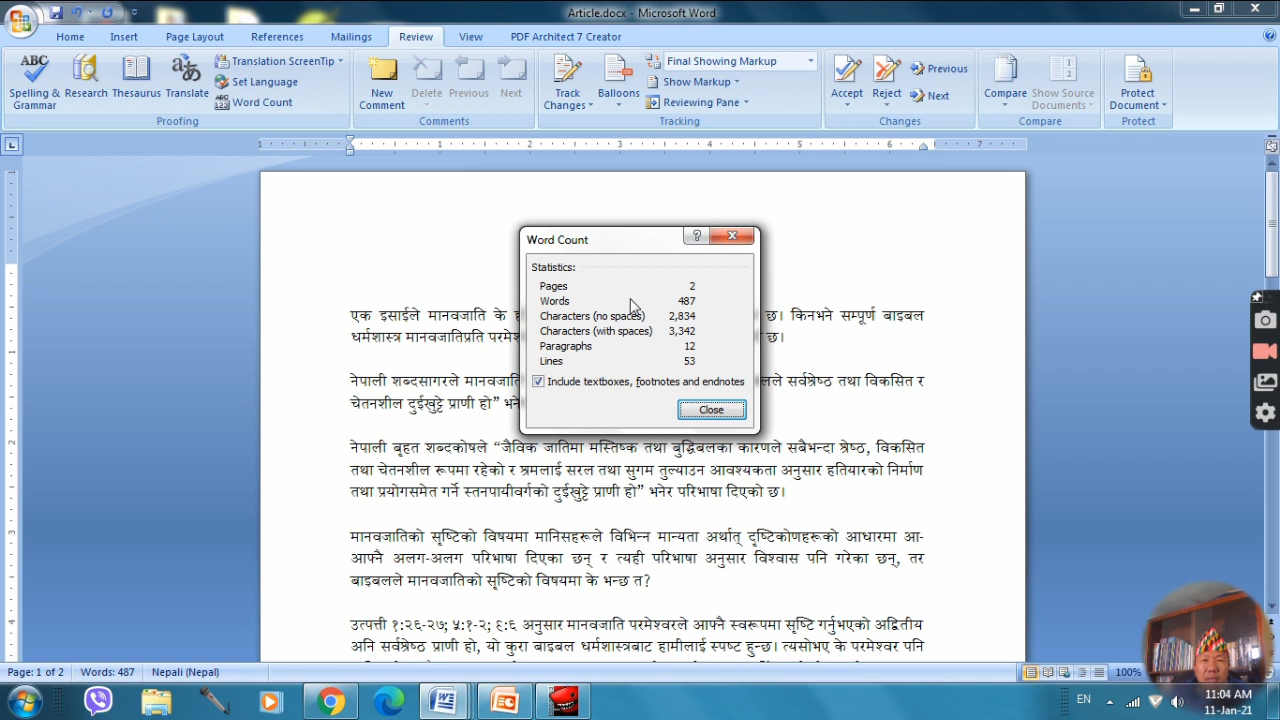 Article.docx - Microsoft Word
Home Insert Page Layout References Mailings Review View PDF Architect 7 Creator
Spelling & Grammar
Research
Thesaurus
Translate
Translation ScreenTip
Set Language
Word Count
Proofing
New Comment
Delete
Previous
Next
Comments
Track Changes
Balloons
Final Showing Markup
Show Markup
Reviewing Pane
Tracking
Accept
Reject
Previous
Next
Changes
Compare
Show Source Documents
Compare
Protect Document
Protect
1 1 2 3 4 5 6 7
Word Count
Statistics:
Pages 2
Words 487
Characters (no spaces) 2,834
Characters (with spaces) 3,342
Paragraphs 12
Lines 53
Include textboxes, footnotes and endnotes
Close
एक इसाईले मानवजाति के छ। किनभने सम्पूर्ण बाइबल
धर्मशास्त्र मानवजातिप्रति छ।
नेपाली शब्दसागरले सर्वश्रेष्ठ तथा विकसित र
चेतनशील दुईखुट्टे प्राणी हो”
नेपाली बृहत शब्दकोषले “जैविक जातिमा मस्तिष्क तथा बुद्धिबलका कारणले सबैभन्दा श्रेष्ठ, विकसित
तथा चेतनशील रूपमा रहेको र श्रमलाई सरल तथा सुगम तुल्याउन आवश्यकता अनुसार हतियारको निर्माण
तथा प्रयोगसमेत गर्ने स्तनपायीवर्गको दुईखुट्टे प्राणी हो” भनेर परिभाषा दिएको छ।
मानवजातिको सृष्टिको विषयमा मानिसहरूले विभिन्न मान्यता अर्थात् दृष्टिकोणहरूको आधारमा आ-
आफ्नै अलग-अलग परिभाषा दिएका छन् र त्यही परिभाषा अनुसार विश्वास पनि गरेका छन्, तर
बाइबलले मानवजातिको सृष्टिको विषयमा के भन्छ त?
उत्पत्ती १:२६-२७; ५:१-२; ९:६ अनुसार मानवजाति परमेश्वरले आफ्नै स्वरूपमा सृष्टि गर्नुभएको अद्वितीय
अनि सर्वश्रेष्ठ प्राणी हो, यो कुरा बाइबल धर्मशास्त्रबाट हामीलाई स्पष्ट हुन्छ। त्यसोभए के परमेश्वर पनि
Page: 1 of 2 Words: 487 Nepali (Nepal) 100%
EN
11:04 AM
11-Jan-21